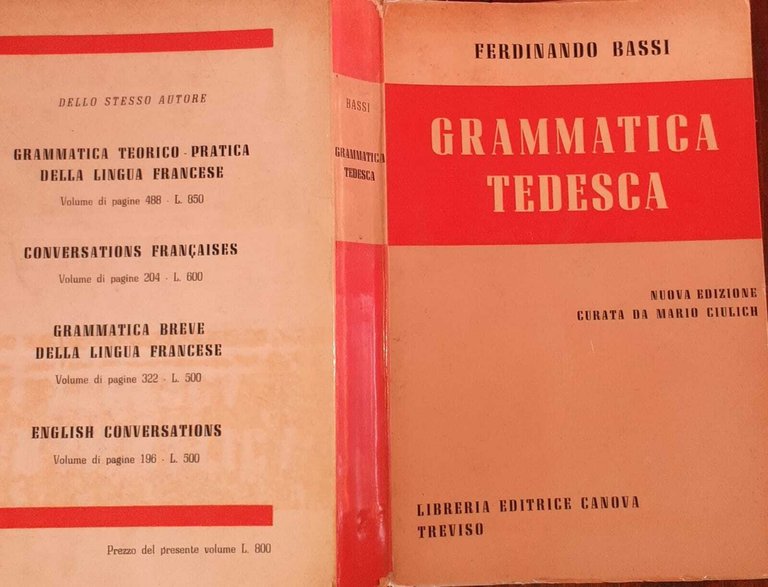 DELLO STESSO AUTORE
GRAMMATICA TEORICO - PRATICA
DELLA LINGUA FRANCESE
Volume di pagine 488 - L. 850
CONVERSATIONS FRANÇAISES
Volume di pagine 204 - L. 600
GRAMMATICA BREVE
DELLA LINGUA FRANCESE
Volume di pagine 322 - L. 500
ENGLISH CONVERSATIONS
Volume di pagine 196 - L. 500
Prezzo del presente volume L. 800
BASSI
GRAMMATICA
TEDESCA
FERDINANDO BASSI
GRAMMATICA
TEDESCA
NUOVA EDIZIONE
CURATA DA MARIO CIULICH
LIBRERIA EDITRICE CANOVA
TREVISO